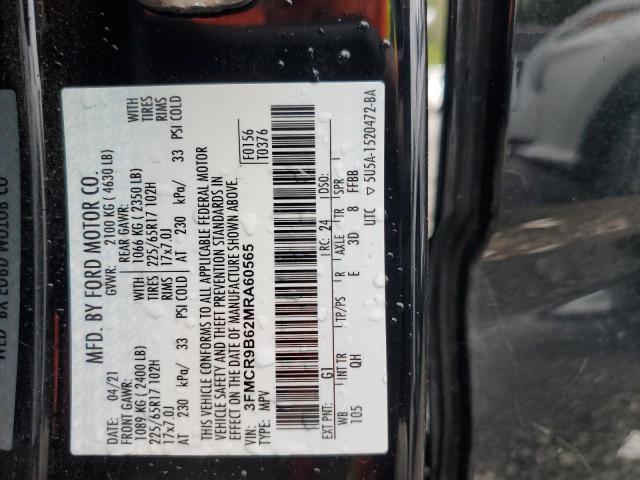 MFD. BY FORD MOTOR CO.
DATE: 04/21
GVWR: 2100 KG ( 4630 LB)
FRONT GAWR:
REAR GAWR:
1089 KG ( 2400 LB)
1066 KG ( 2350 LB)
WITH
225/65R17 102H
225/65R17 102H
TIRES
17x7.0J
17x7.0J
RIMS
AT 230 kPa/ 33 PSI COLD
AT 230 kPa/ 33 PSI COLD
THIS VEHICLE CONFORMS TO ALL APPLICABLE FEDERAL MOTOR
VEHICLE SAFETY AND THEFT PREVENTION STANDARDS IN
EFFECT ON THE DATE OF MANUFACTURE SHOWN ABOVE.
VIN: 3FMCR9B62MRA60565
TYPE: MPV
F0156
T0376
EXT PNT: G1
RC: 24
DSO:
WB
INT TR
TP/PS
R
AXLE
TR
SPR
105
QH
E
3D
8
FFBB
UTC ▽ 5U5A-1520472-BA